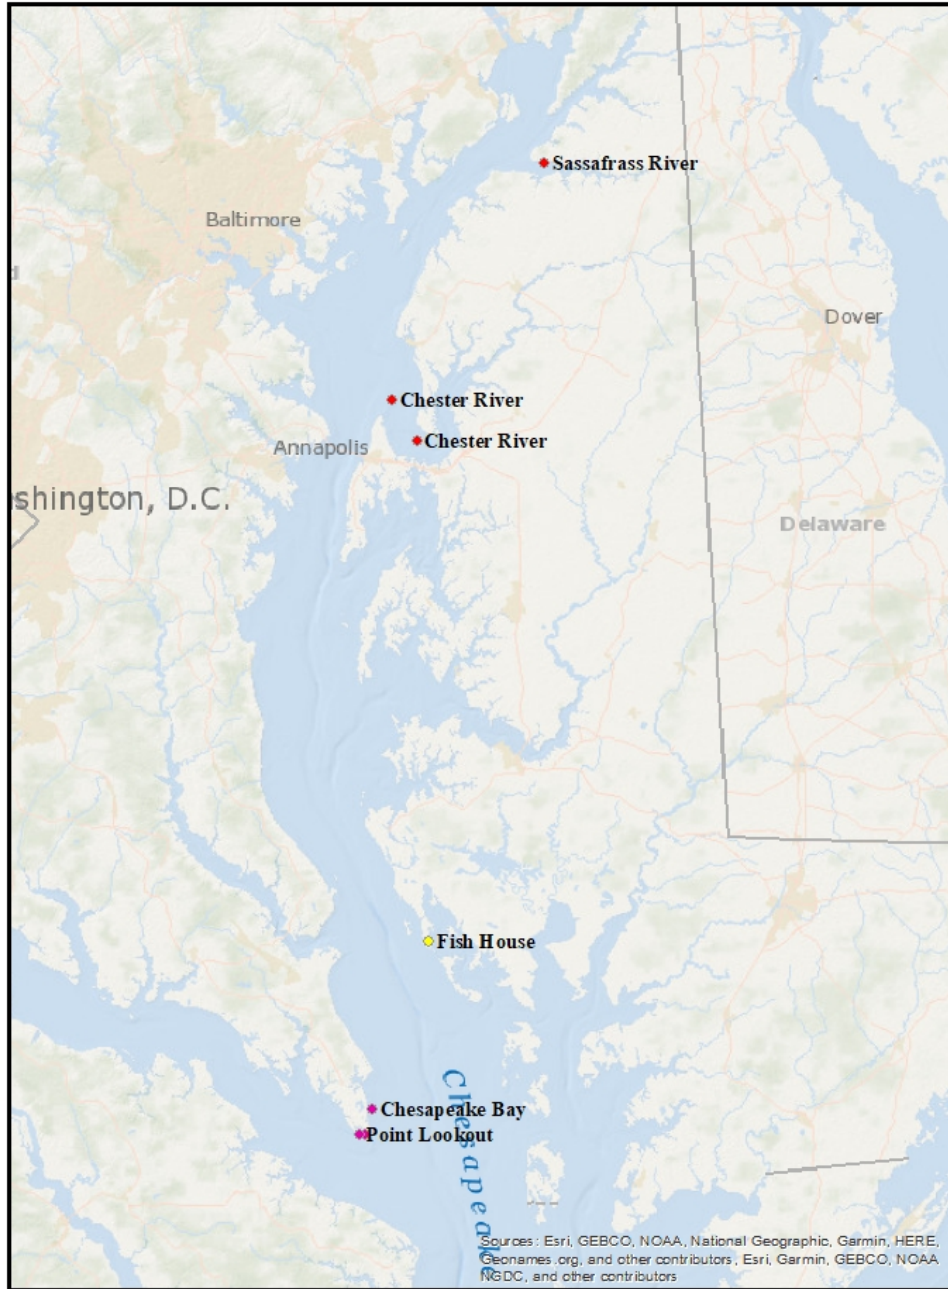 Sassafrass River
Baltimore
d
Dover
Chester River
Chester River
Annapolis
shington, D.C.
Delaware
Fish House
Chesapeake
Chesapeake Bay
Point Lookout
Sources: Esri, GEBCO, NOAA, National Geographic, Garmin, HERE,
Geonames.org, and other contributors, Esri, Garmin, GEBCO, NOAA
NGDC, and other contributors